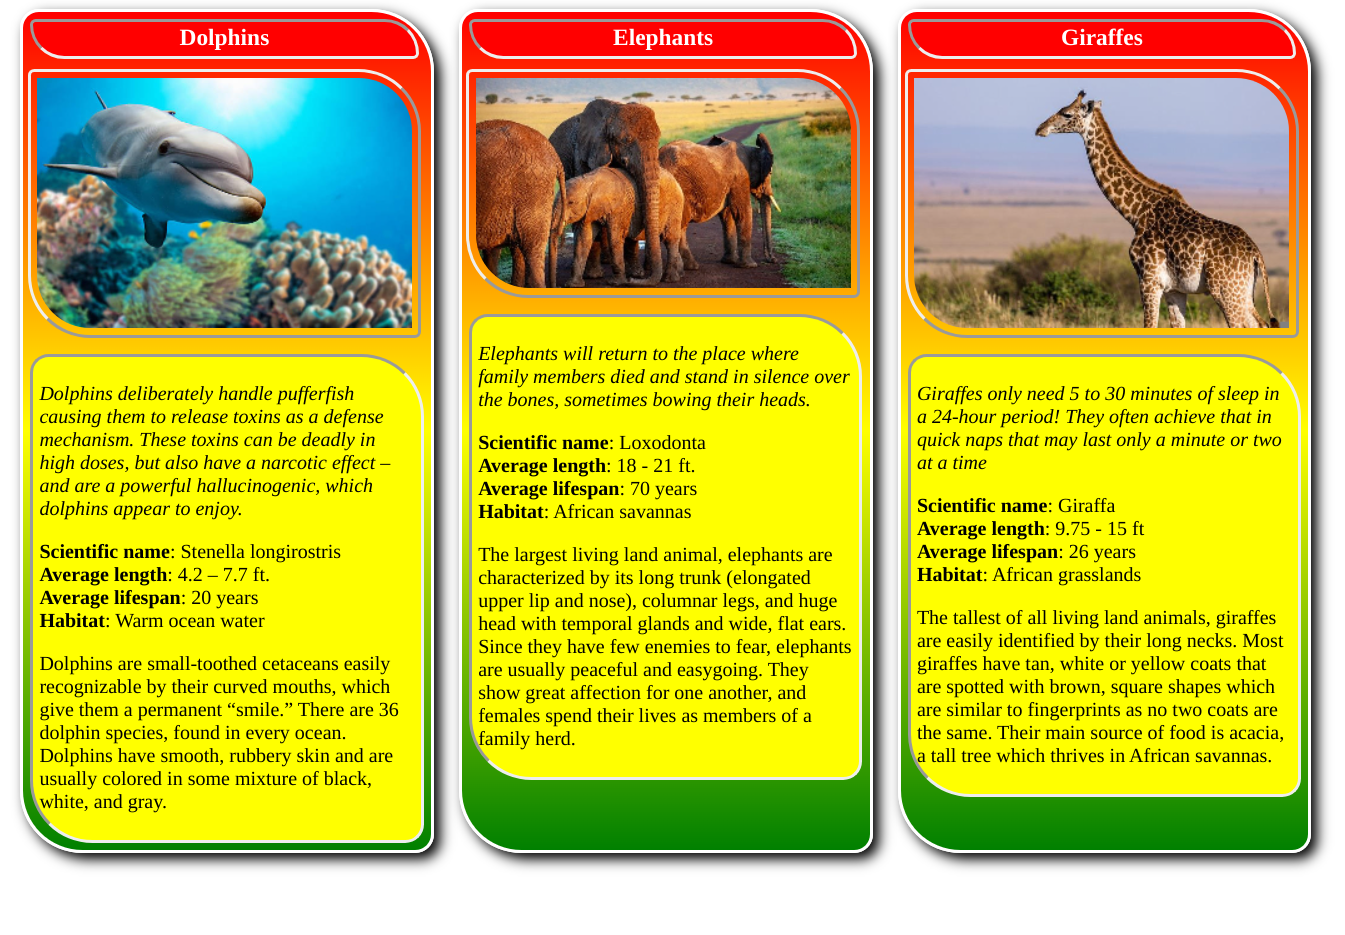 Dolphins
Dolphins deliberately handle pufferfish
causing them to release toxins as a defense
mechanism. These toxins can be deadly in
high doses, but also have a narcotic effect –
and are a powerful hallucinogenic, which
dolphins appear to enjoy.
Scientific name: Stenella longirostris
Average length: 4.2 – 7.7 ft.
Average lifespan: 20 years
Habitat: Warm ocean water
Dolphins are small-toothed cetaceans easily
recognizable by their curved mouths, which
give them a permanent “smile.” There are 36
dolphin species, found in every ocean.
Dolphins have smooth, rubbery skin and are
usually colored in some mixture of black,
white, and gray.
Elephants
Elephants will return to the place where
family members died and stand in silence over
the bones, sometimes bowing their heads.
Scientific name: Loxodonta
Average length: 18 - 21 ft.
Average lifespan: 70 years
Habitat: African savannas
The largest living land animal, elephants are
characterized by its long trunk (elongated
upper lip and nose), columnar legs, and huge
head with temporal glands and wide, flat ears.
Since they have few enemies to fear, elephants
are usually peaceful and easygoing. They
show great affection for one another, and
females spend their lives as members of a
family herd.
Giraffes
Giraffes only need 5 to 30 minutes of sleep in
a 24-hour period! They often achieve that in
quick naps that may last only a minute or two
at a time
Scientific name: Giraffa
Average length: 9.75 - 15 ft
Average lifespan: 26 years
Habitat: African grasslands
The tallest of all living land animals, giraffes
are easily identified by their long necks. Most
giraffes have tan, white or yellow coats that
are spotted with brown, square shapes which
are similar to fingerprints as no two coats are
the same. Their main source of food is acacia,
a tall tree which thrives in African savannas.